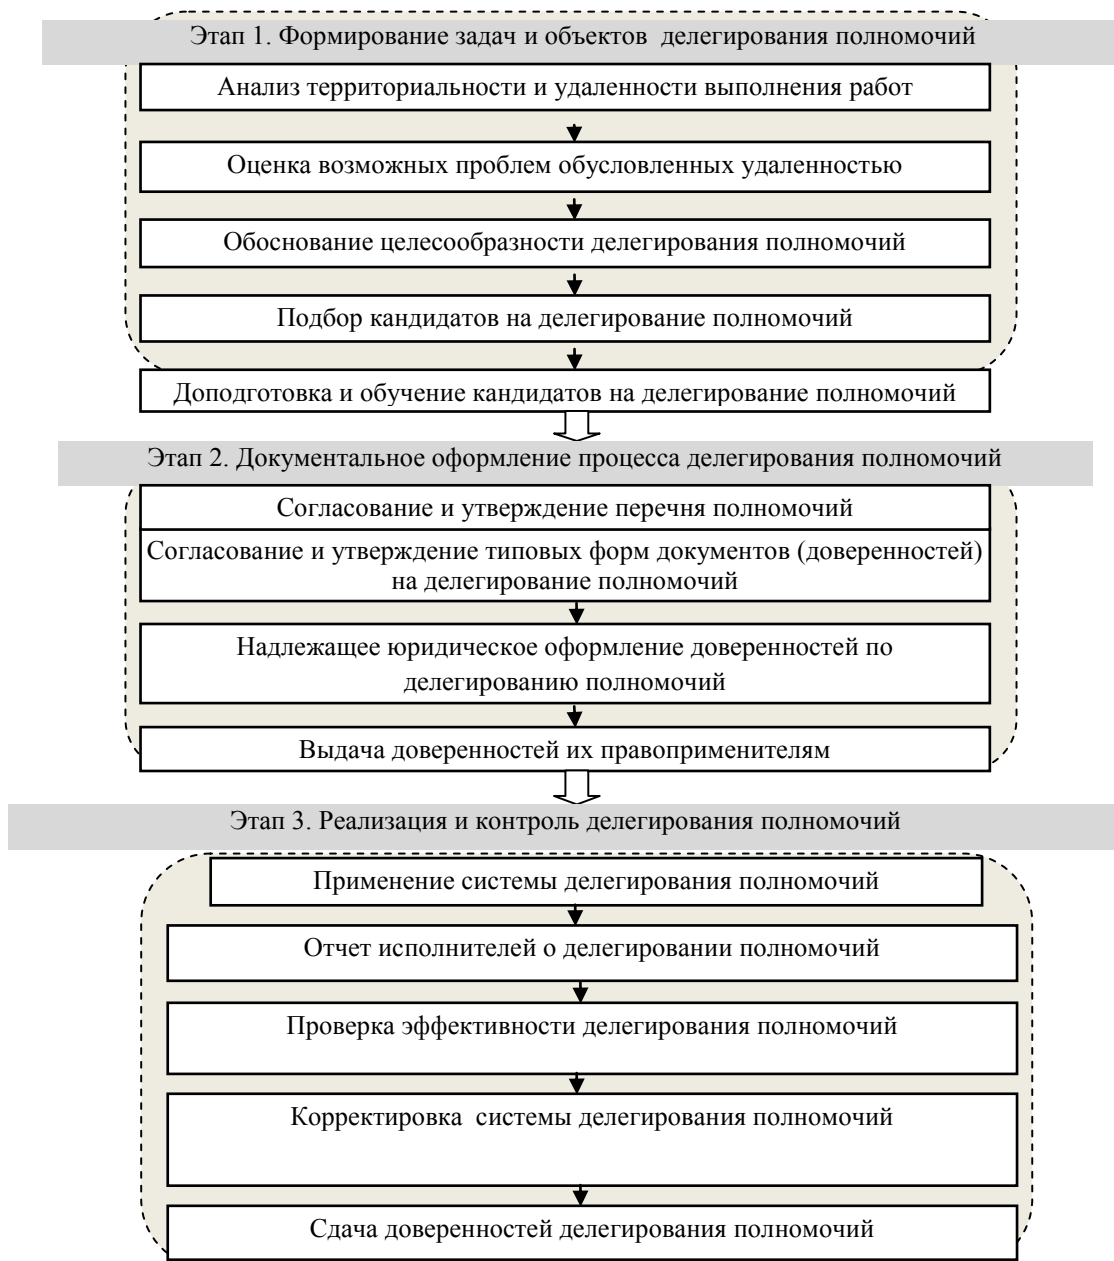 Этап 1. Формирование задач и объектов  делегирования полномочий
Анализ территориальности и удаленности выполнения работ
Оценка возможных проблем обусловленных удаленностью
Обоснование целесообразности делегирования полномочий
Подбор кандидатов на делегирование полномочий
Доподготовка и обучение кандидатов на делегирование полномочий
Этап 2. Документальное оформление процесса делегирования полномочий
Согласование и утверждение перечня полномочий
Согласование и утверждение типовых форм документов (доверенностей)
на делегирование полномочий
Надлежащее юридическое оформление доверенностей по
делегированию полномочий
Выдача доверенностей их правоприменителям
Этап 3. Реализация и контроль делегирования полномочий
Применение системы делегирования полномочий
Отчет исполнителей о делегировании полномочий
Проверка эффективности делегирования полномочий
Корректировка  системы делегирования полномочий
Сдача доверенностей делегирования полномочий